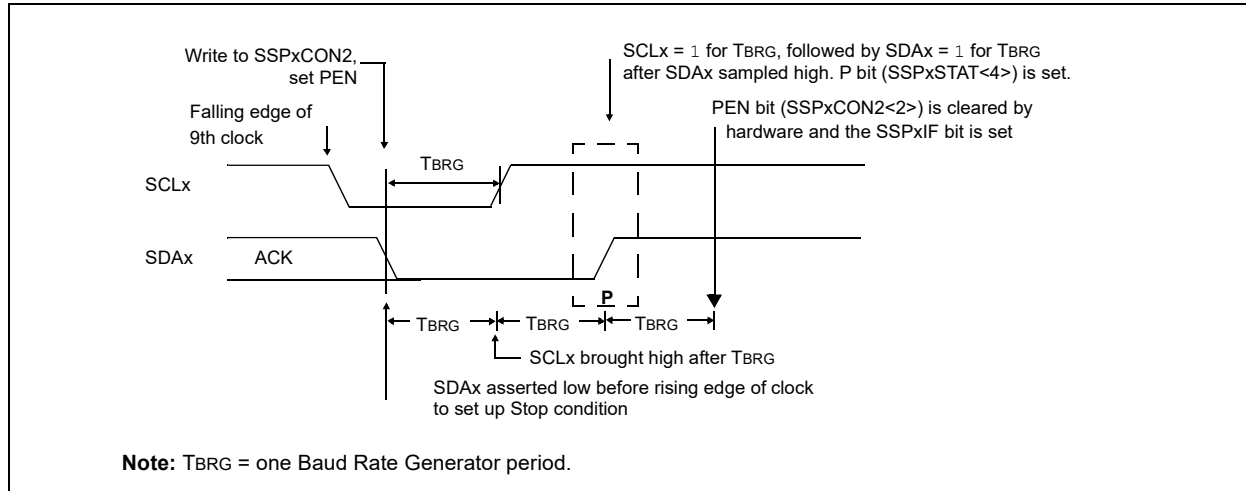 Write to SSPxCON2,
set PEN
SCLx = 1 for TBRG, followed by SDAx = 1 for TBRG
after SDAx sampled high. P bit (SSPxSTAT<4>) is set.
Falling edge of
9th clock
PEN bit (SSPxCON2<2>) is cleared by
hardware and the SSPxIF bit is set
TBRG
SCLx
SDAx
ACK
P
TBRG
TBRG
TBRG
SCLx brought high after TBRG
SDAx asserted low before rising edge of clock
to set up Stop condition
Note: TBRG = one Baud Rate Generator period.